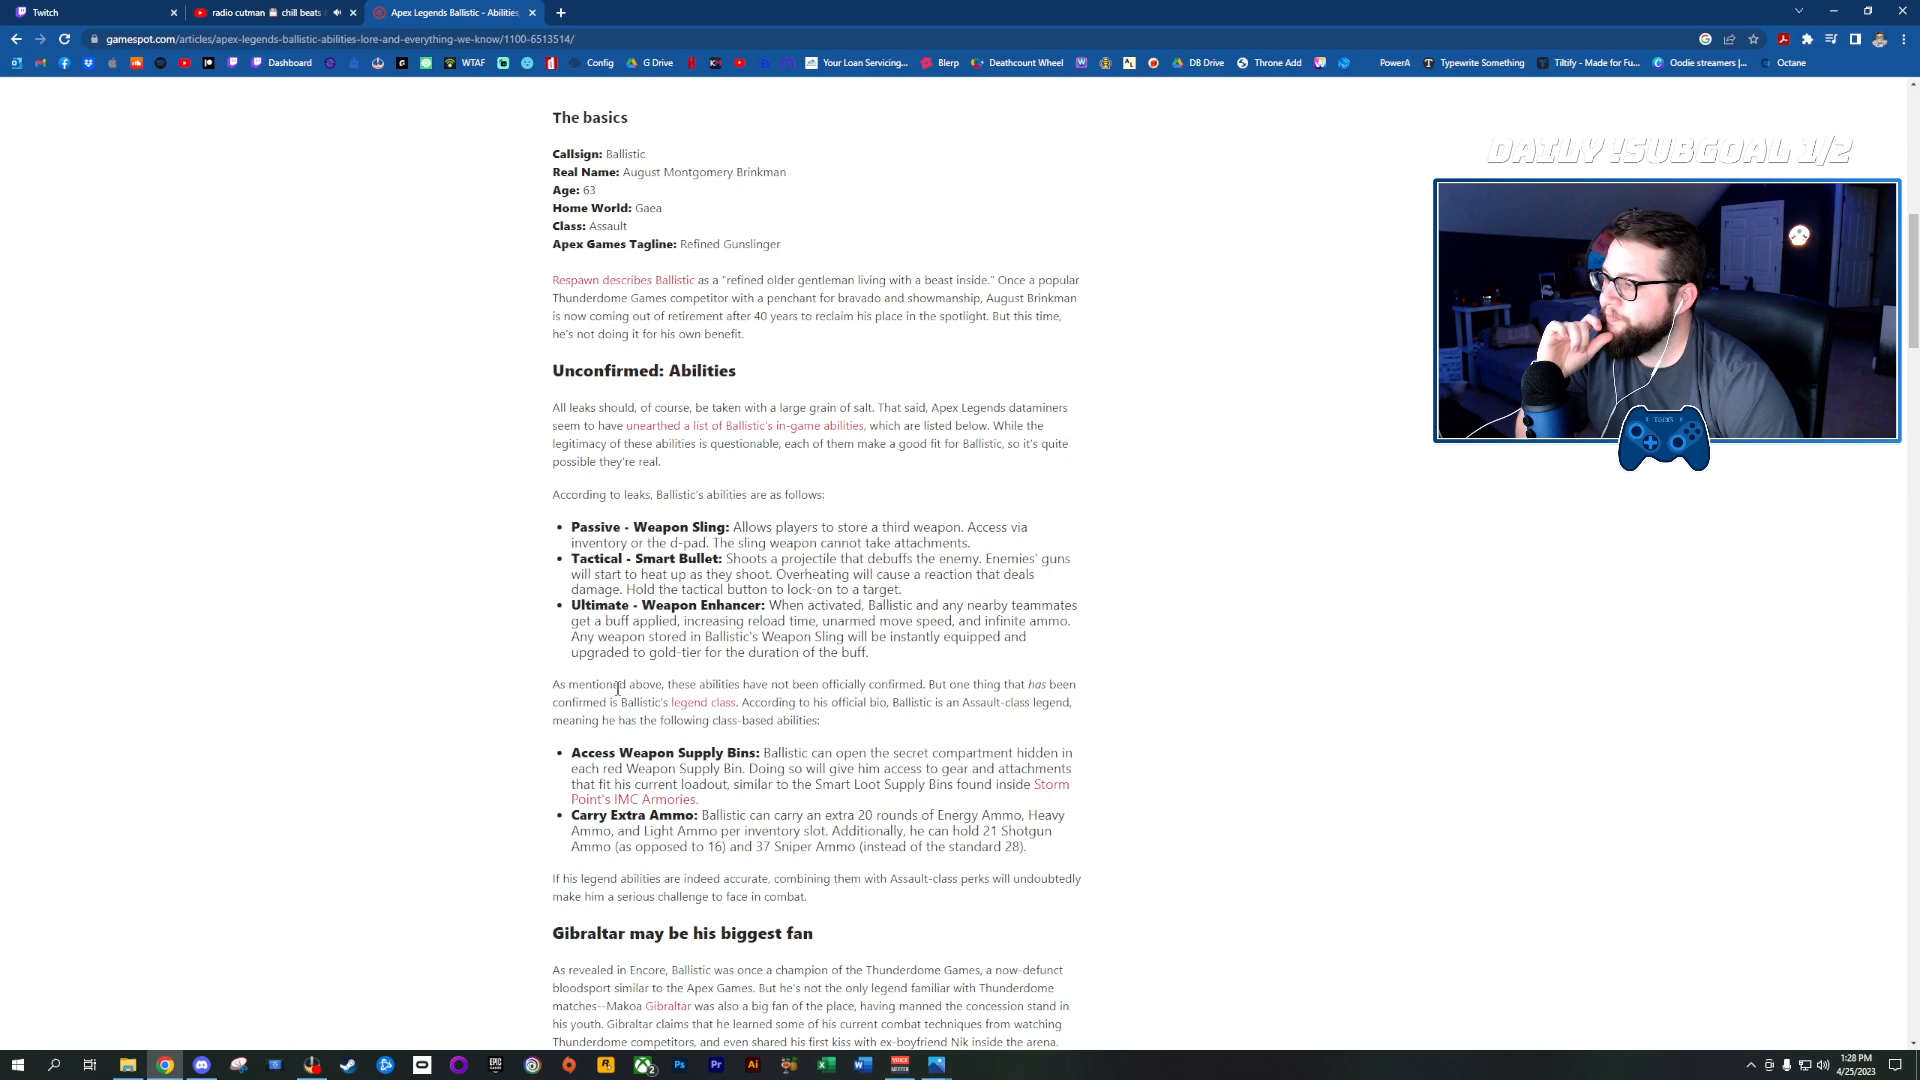 Twitch
radio cutman 💾 chill beats
Apex Legends Ballistic - Abilities,
gamespot.com/articles/apex-legends-ballistic-abilities-lore-and-everything-we-know/1100-6513514/
Dashboard
WTAF
Config
G Drive
Your Loan Servicing...
Blerp
Deathcount Wheel
DB Drive
Throne Add
PowerA
Typewrite Something
Tiltify - Made for Fu...
Oodie streamers |...
Octane
DAILY !SUBGOAL 1/2
The basics
Callsign: Ballistic
Real Name: August Montgomery Brinkman
Age: 63
Home World: Gaea
Class: Assault
Apex Games Tagline: Refined Gunslinger
Respawn describes Ballistic as a "refined older gentleman living with a beast inside." Once a popular
Thunderdome Games competitor with a penchant for bravado and showmanship, August Brinkman
is now coming out of retirement after 40 years to reclaim his place in the spotlight. But this time,
he's not doing it for his own benefit.
Unconfirmed: Abilities
All leaks should, of course, be taken with a large grain of salt. That said, Apex Legends dataminers
seem to have unearthed a list of Ballistic's in-game abilities, which are listed below. While the
legitimacy of these abilities is questionable, each of them make a good fit for Ballistic, so it's quite
possible they're real.
According to leaks, Ballistic's abilities are as follows:
• Passive - Weapon Sling: Allows players to store a third weapon. Access via
inventory or the d-pad. The sling weapon cannot take attachments.
• Tactical - Smart Bullet: Shoots a projectile that debuffs the enemy. Enemies' guns
will start to heat up as they shoot. Overheating will cause a reaction that deals
damage. Hold the tactical button to lock-on to a target.
• Ultimate - Weapon Enhancer: When activated, Ballistic and any nearby teammates
get a buff applied, increasing reload time, unarmed move speed, and infinite ammo.
Any weapon stored in Ballistic's Weapon Sling will be instantly equipped and
upgraded to gold-tier for the duration of the buff.
As mentioned above, these abilities have not been officially confirmed. But one thing that has been
confirmed is Ballistic's legend class. According to his official bio, Ballistic is an Assault-class legend,
meaning he has the following class-based abilities:
• Access Weapon Supply Bins: Ballistic can open the secret compartment hidden in
each red Weapon Supply Bin. Doing so will give him access to gear and attachments
that fit his current loadout, similar to the Smart Loot Supply Bins found inside Storm
Point's IMC Armories.
• Carry Extra Ammo: Ballistic can carry an extra 20 rounds of Energy Ammo, Heavy
Ammo, and Light Ammo per inventory slot. Additionally, he can hold 21 Shotgun
Ammo (as opposed to 16) and 37 Sniper Ammo (instead of the standard 28).
If his legend abilities are indeed accurate, combining them with Assault-class perks will undoubtedly
make him a serious challenge to face in combat.
Gibraltar may be his biggest fan
As revealed in Encore, Ballistic was once a champion of the Thunderdome Games, a now-defunct
bloodsport similar to the Apex Games. But he's not the only legend familiar with Thunderdome
matches--Makoa Gibraltar was also a big fan of the place, having manned the concession stand in
his youth. Gibraltar claims that he learned some of his current combat techniques from watching
Thunderdome competitors, and even shared his first kiss with ex-boyfriend Nik inside the arena.
1:28 PM
4/25/2023